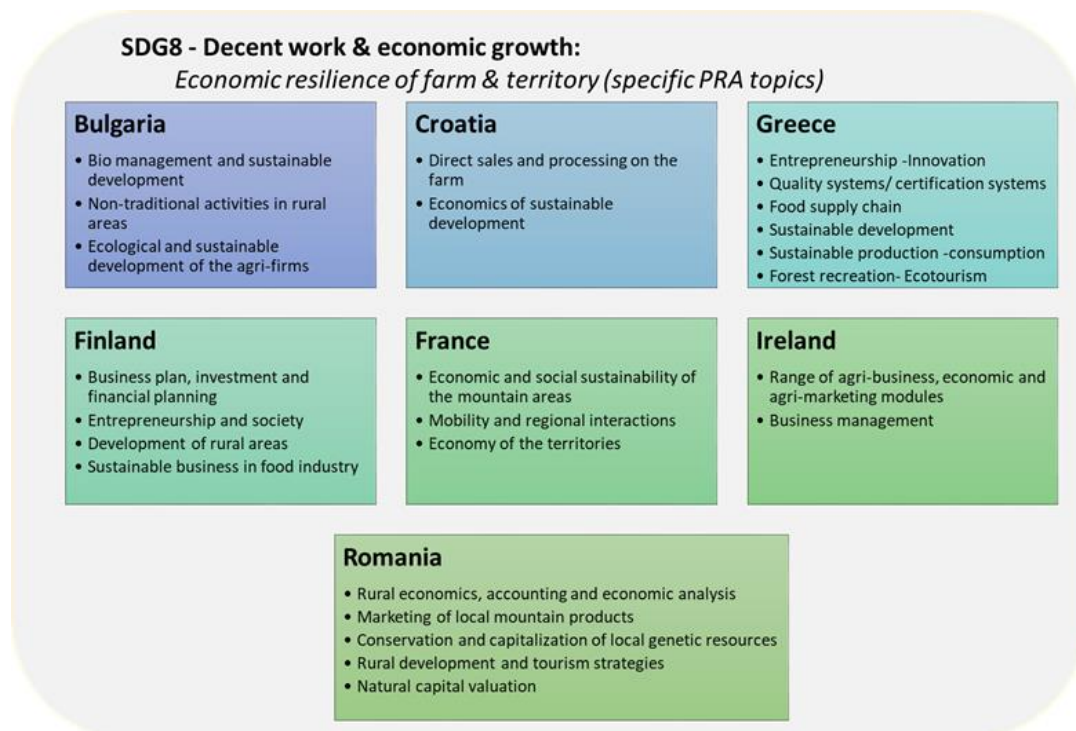 SDG8 - Decent work & economic growth:
Economic resilience of farm & territory (specific PRA topics)
Bulgaria
• Bio management and sustainable
development
• Non-traditional activities in rural
areas
• Ecological and sustainable
development of the agri-firms
Croatia
• Direct sales and processing on the
farm
• Economics of sustainable
development
Greece
• Entrepreneurship -Innovation
• Quality systems/ certification systems
• Food supply chain
• Sustainable development
• Sustainable production -consumption
• Forest recreation- Ecotourism
Finland
• Business plan, investment and
financial planning
• Entrepreneurship and society
• Development of rural areas
• Sustainable business in food industry
France
• Economic and social sustainability of
the mountain areas
• Mobility and regional interactions
• Economy of the territories
Ireland
• Range of agri-business, economic and
agri-marketing modules
• Business management
Romania
• Rural economics, accounting and economic analysis
• Marketing of local mountain products
• Conservation and capitalization of local genetic resources
• Rural development and tourism strategies
• Natural capital valuation